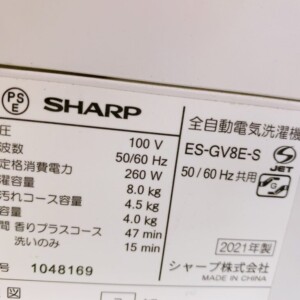 PS
E
SHARP
圧 100 V
波数 50/60 Hz
定格消費電力 260 W
濯容量 8.0 kg
汚れコース容量 4.5 kg
容量 4.0 kg
間 香りプラスコース 47 min
洗いのみ 15 min
号 1048169
全自動電気洗濯機
ES-GV8E-S
50/60 Hz 共用
S
JET
2021年製
シャープ株式会社
MADE IN CHINA
図